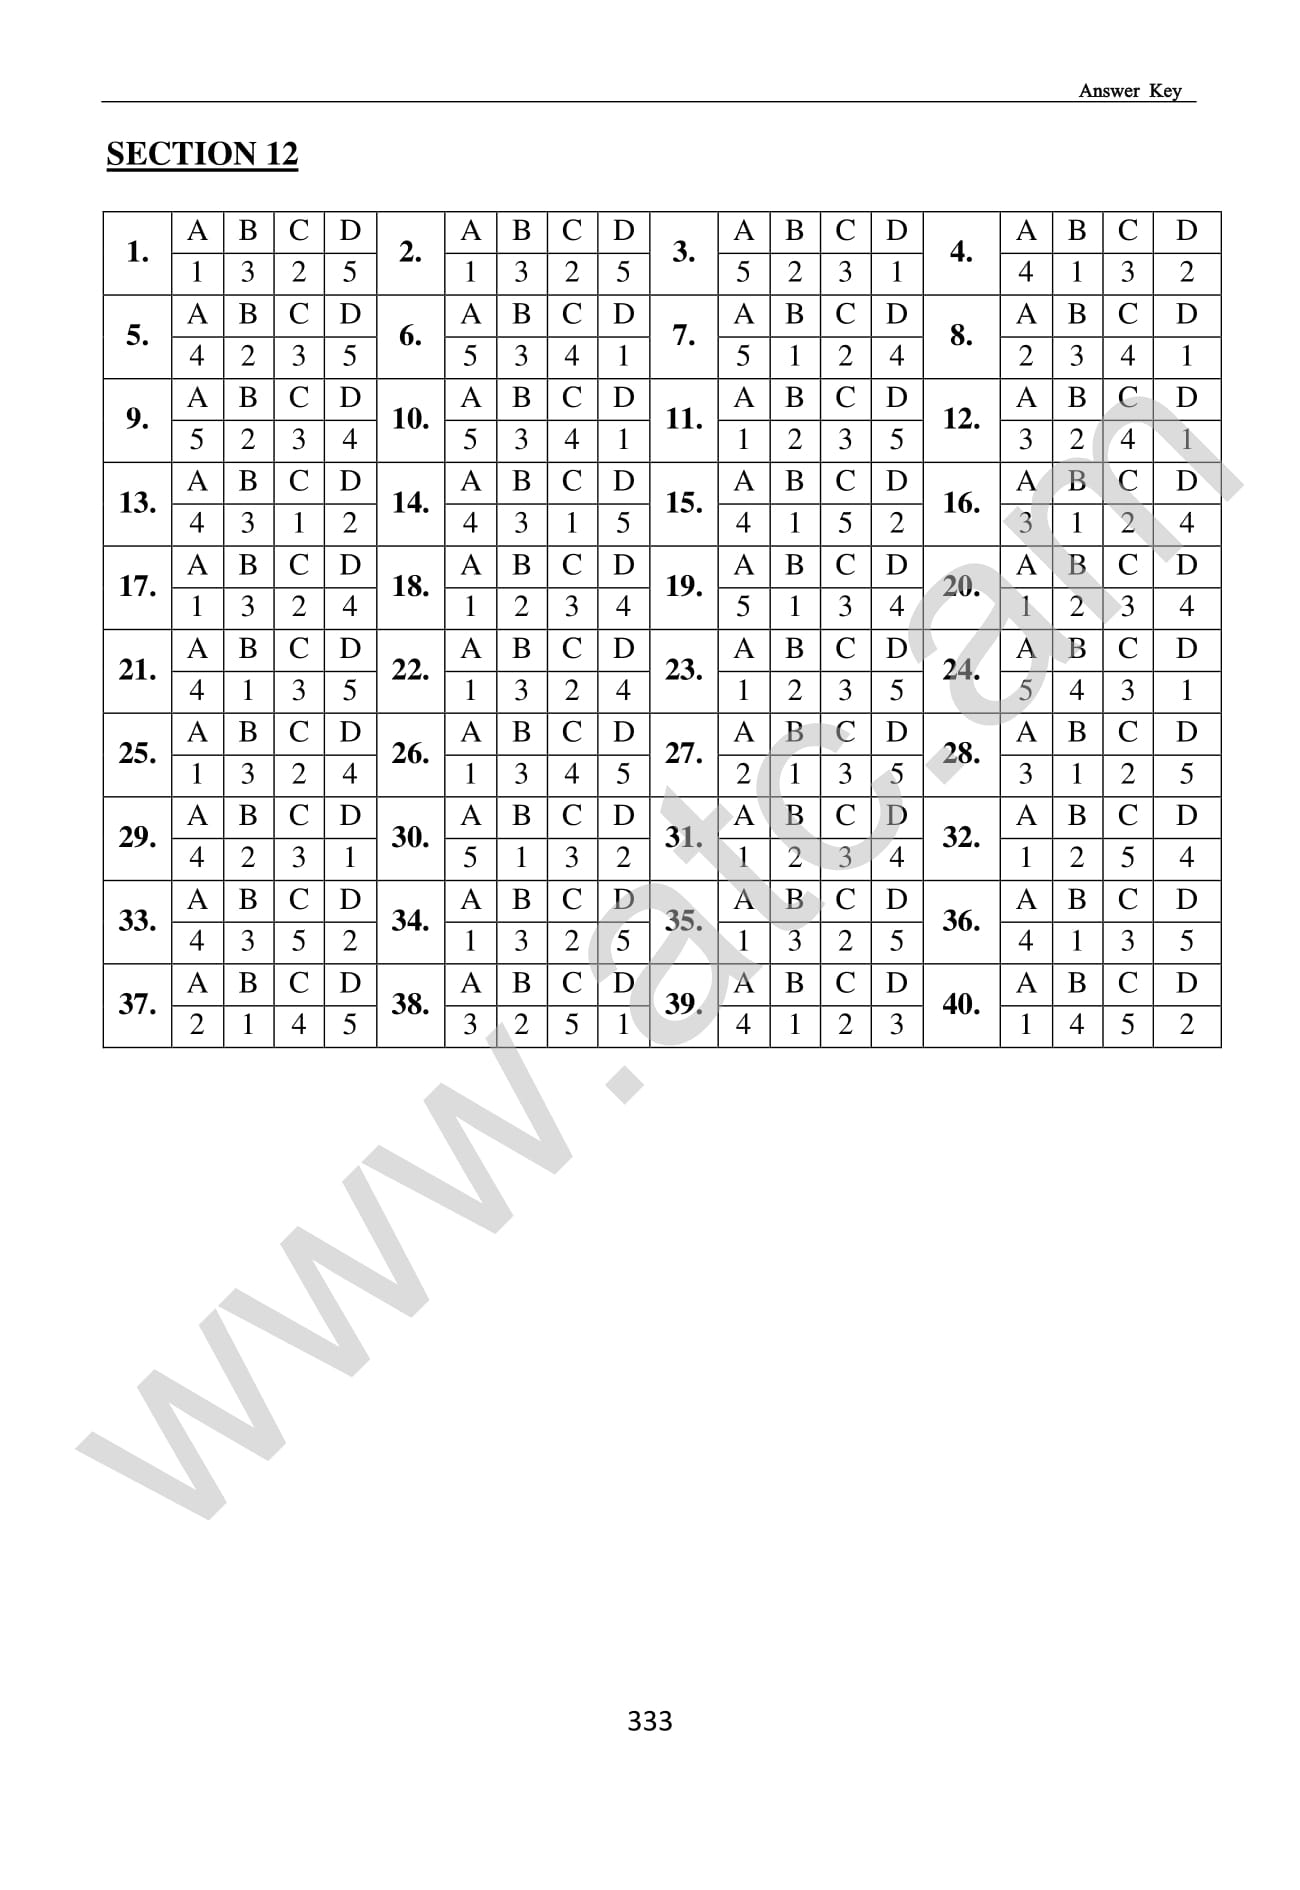 Answer Key
SECTION 12
1. A B C D 2. A B C D 3. A B C D 4. A B C D
1 3 2 5 1 3 2 5 5 2 3 1 4 1 3 2
5. A B C D 6. A B C D 7. A B C D 8. A B C D
4 2 3 5 5 3 4 1 5 1 2 4 2 3 4 1
9. A B C D 10. A B C D 11. A B C D 12. A B C D
5 2 3 4 5 3 4 1 1 2 3 5 3 2 4 1
13. A B C D 14. A B C D 15. A B C D 16. A B C D
4 3 1 2 4 3 1 5 4 1 5 2 3 1 2 4
17. A B C D 18. A B C D 19. A B C D 20. A B C D
1 3 2 4 1 2 3 4 5 1 3 4 1 2 3 4
21. A B C D 22. A B C D 23. A B C D 24. A B C D
4 1 3 5 1 3 2 4 1 2 3 5 5 4 3 1
25. A B C D 26. A B C D 27. A B C D 28. A B C D
1 3 2 4 1 3 4 5 2 1 3 5 3 1 2 5
29. A B C D 30. A B C D 31. A B C D 32. A B C D
4 2 3 1 5 1 3 2 1 2 3 4 1 2 5 4
33. A B C D 34. A B C D 35. A B C D 36. A B C D
4 3 5 2 1 3 2 5 1 3 2 5 4 1 3 5
37. A B C D 38. A B C D 39. A B C D 40. A B C D
2 1 4 5 3 2 5 1 4 1 2 3 1 4 5 2
www.atc.am
333